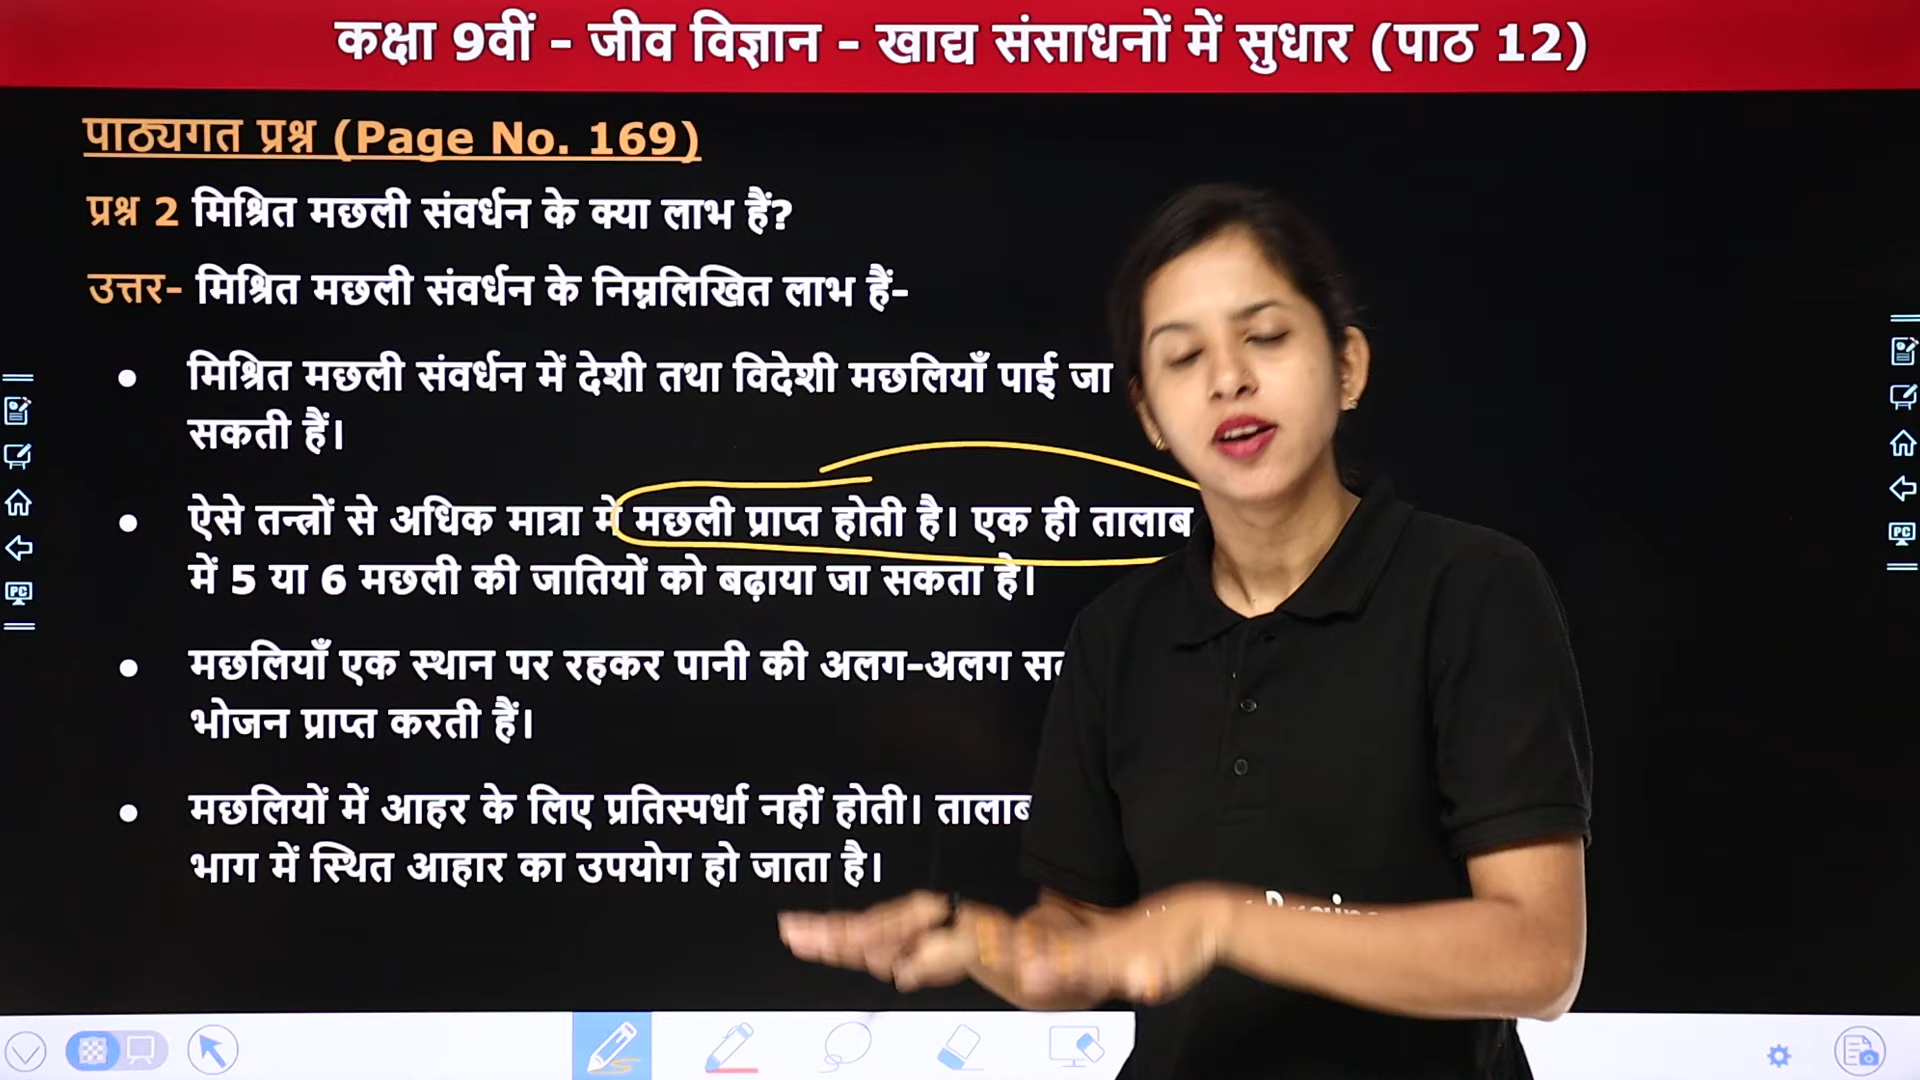 कक्षा 9वीं - जीव विज्ञान - खाद्य संसाधनों में सुधार (पाठ 12)
पाठ्यगत प्रश्न (Page No. 169)
प्रश्न 2 मिश्रित मछली संवर्धन के क्या लाभ हैं?
उत्तर- मिश्रित मछली संवर्धन के निम्नलिखित लाभ हैं-
• मिश्रित मछली संवर्धन में देशी तथा विदेशी मछलियाँ पाई जा
सकती हैं।
• ऐसे तन्त्रों से अधिक मात्रा में मछली प्राप्त होती है। एक ही तालाब
में 5 या 6 मछली की जातियों को बढ़ाया जा सकता है।
• मछलियाँ एक स्थान पर रहकर पानी की अलग-अलग
भोजन प्राप्त करती हैं।
• मछलियों में आहर के लिए प्रतिस्पर्धा नहीं होती। तालाब
भाग में स्थित आहार का उपयोग हो जाता है।
PC
PC